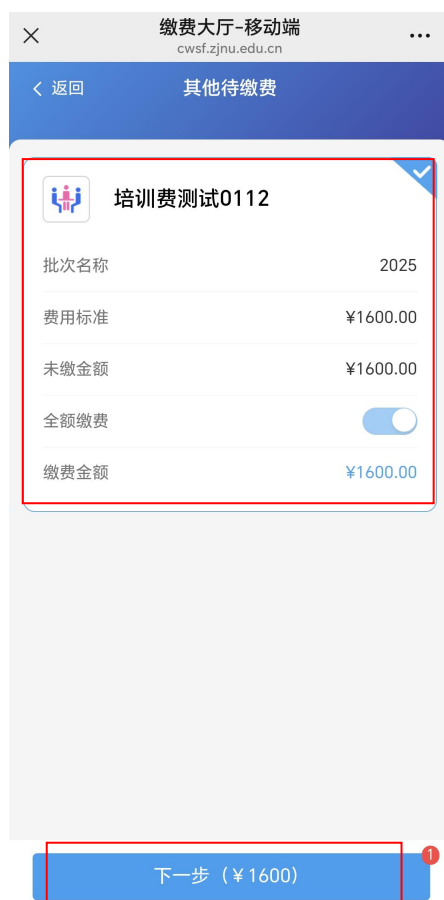 缴费大厅-移动端
cwsf.zjnu.edu.cn
返回 其他待缴费
培训费测试0112
批次名称 2025
费用标准 ¥1600.00
未缴金额 ¥1600.00
全额缴费
缴费金额 ¥1600.00
1
下一步（¥1600）